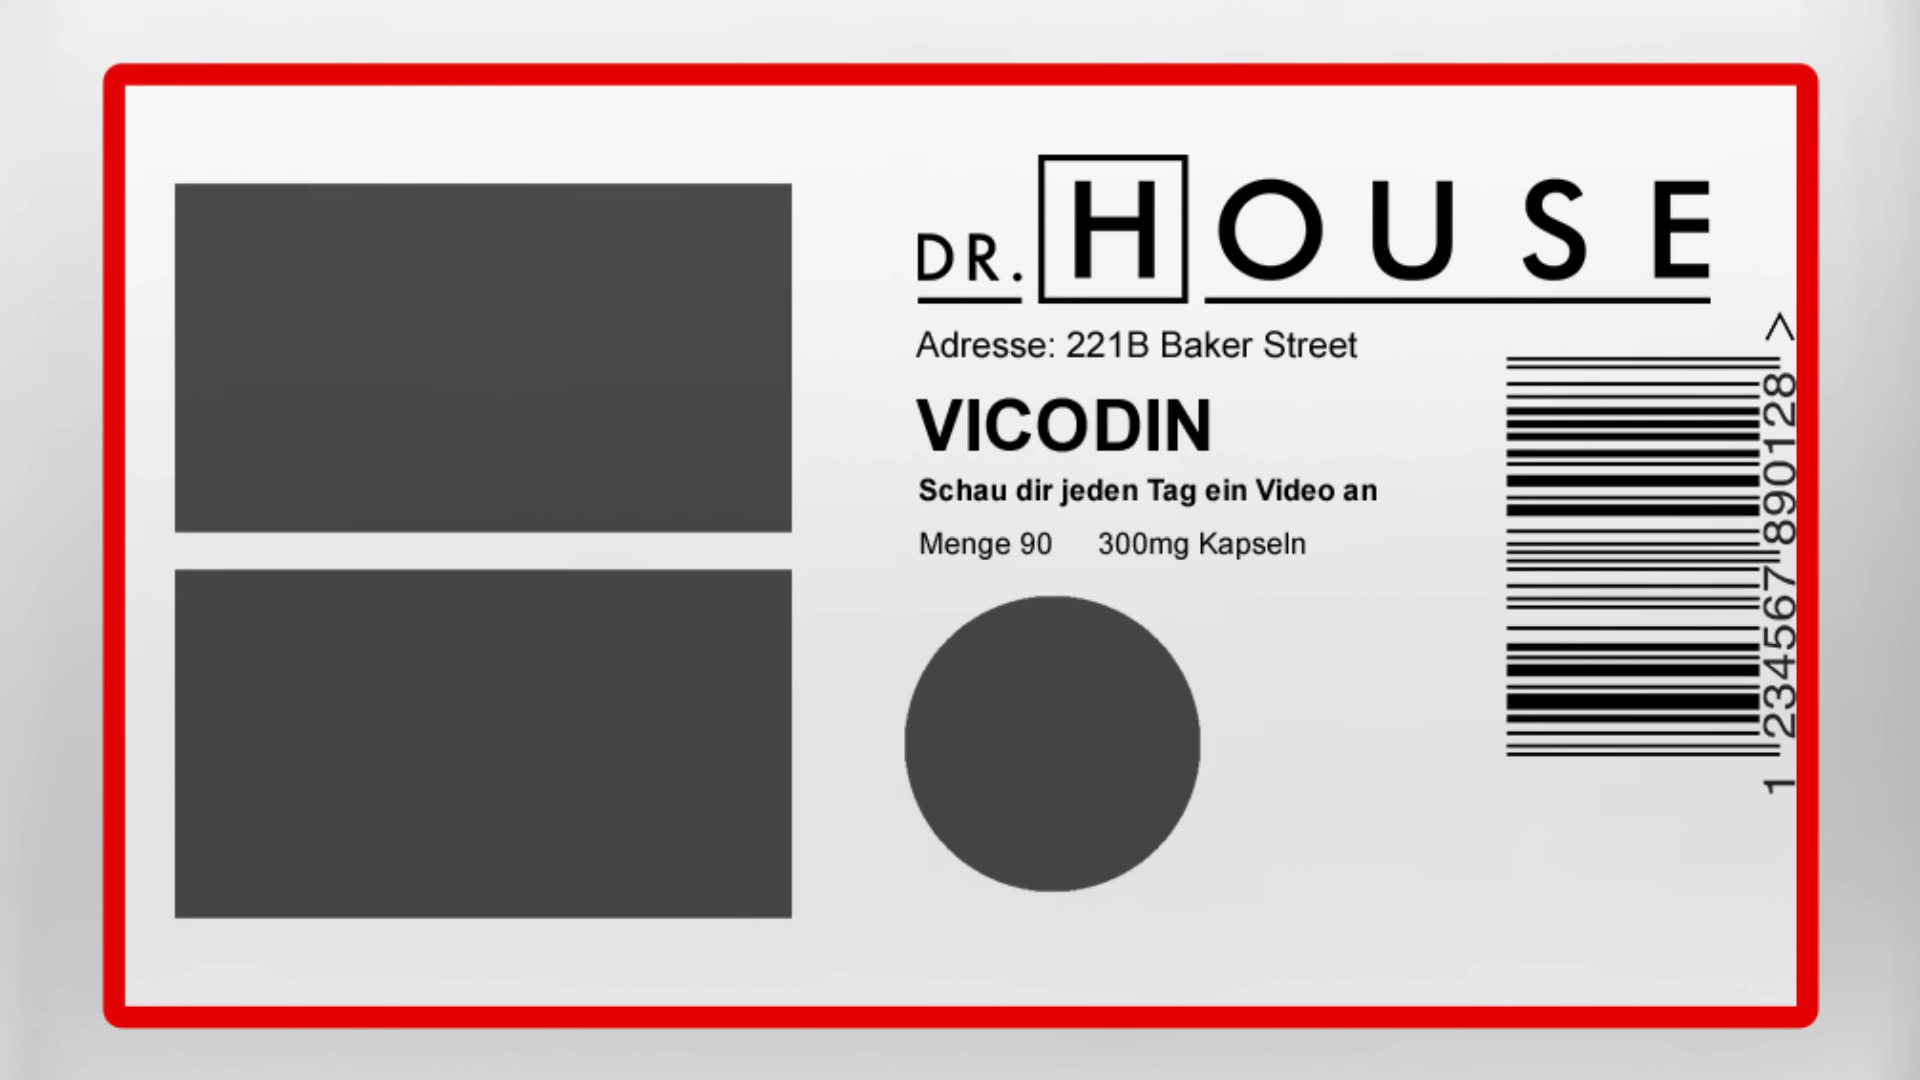 DR. HOUSE
Adresse: 221B Baker Street
VICODIN
Schau dir jeden Tag ein Video an
Menge 90 300mg Kapseln
1 234567 890128 >